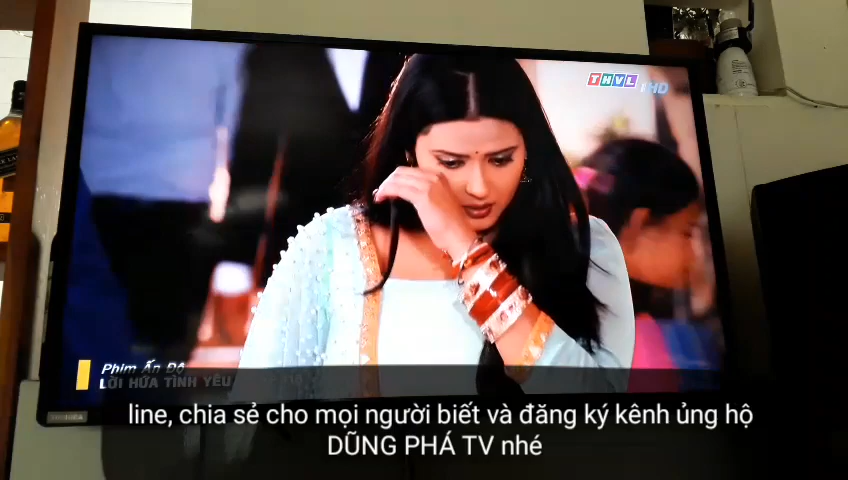 THVL HD
Phim Ấn Độ
LỜI HỨA TÌNH YÊU
line, chia sẻ cho mọi người biết và đăng ký kênh ủng hộ
DŨNG PHÁ TV nhé